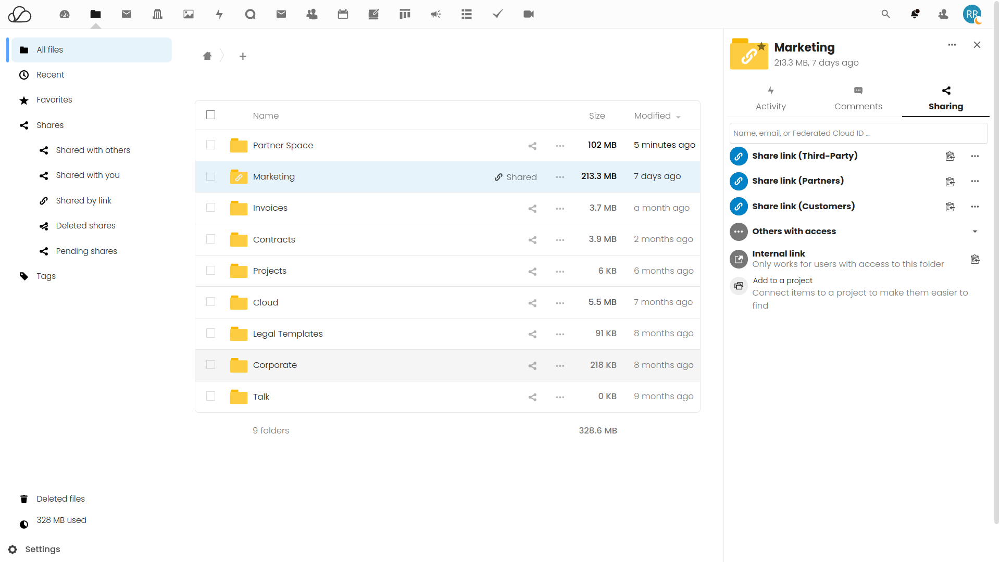 RR
All files
Recent
Favorites
Shares
Shared with others
Shared with you
Shared by link
Deleted shares
Pending shares
Tags
Deleted files
328 MB used
Settings
Name Size Modified
Partner Space 102 MB 5 minutes ago
Marketing Shared 213.3 MB 7 days ago
Invoices 3.7 MB a month ago
Contracts 3.9 MB 2 months ago
Projects 6 KB 6 months ago
Cloud 5.5 MB 7 months ago
Legal Templates 91 KB 8 months ago
Corporate 218 KB 8 months ago
Talk 0 KB 9 months ago
9 folders 328.6 MB
Marketing
213.3 MB, 7 days ago
Activity Comments Sharing
Name, email, or Federated Cloud ID …
Share link (Third-Party)
Share link (Partners)
Share link (Customers)
Others with access
Internal link
Only works for users with access to this folder
Add to a project
Connect items to a project to make them easier to
find